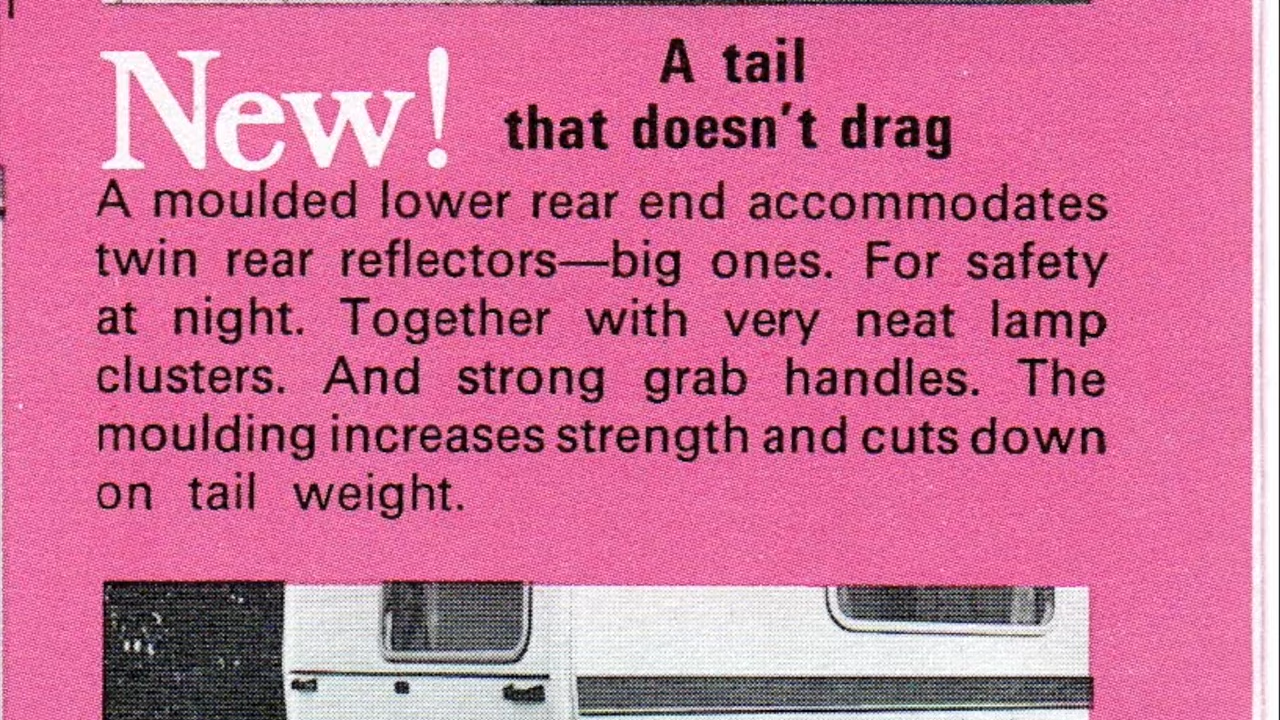 New!
A tail
that doesn't drag
A moulded lower rear end accommodates
twin rear reflectors—big ones. For safety
at night. Together with very neat lamp
clusters. And strong grab handles. The
moulding increases strength and cuts down
on tail weight.